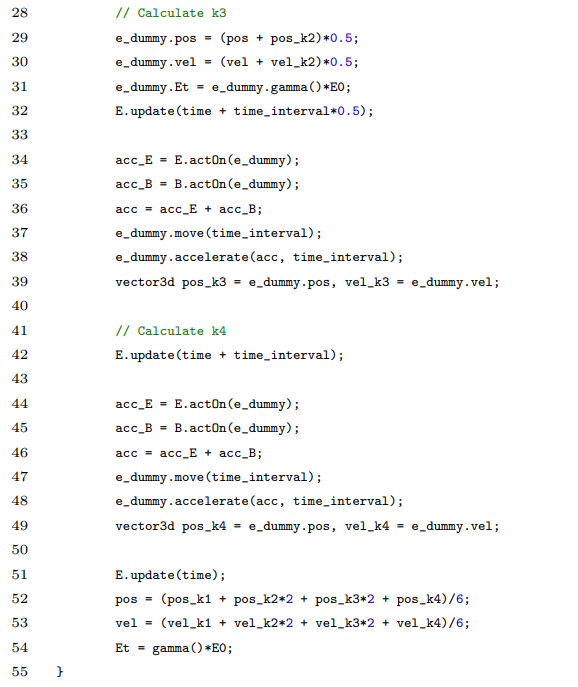 28 // Calculate k3
29 e_dummy.pos = (pos + pos_k2)*0.5;
30 e_dummy.vel = (vel + vel_k2)*0.5;
31 e_dummy.Et = e_dummy.gamma()*E0;
32 E.update(time + time_interval*0.5);
33
34 acc_E = E.actOn(e_dummy);
35 acc_B = B.actOn(e_dummy);
36 acc = acc_E + acc_B;
37 e_dummy.move(time_interval);
38 e_dummy.accelerate(acc, time_interval);
39 vector3d pos_k3 = e_dummy.pos, vel_k3 = e_dummy.vel;
40
41 // Calculate k4
42 E.update(time + time_interval);
43
44 acc_E = E.actOn(e_dummy);
45 acc_B = B.actOn(e_dummy);
46 acc = acc_E + acc_B;
47 e_dummy.move(time_interval);
48 e_dummy.accelerate(acc, time_interval);
49 vector3d pos_k4 = e_dummy.pos, vel_k4 = e_dummy.vel;
50
51 E.update(time);
52 pos = (pos_k1 + pos_k2*2 + pos_k3*2 + pos_k4)/6;
53 vel = (vel_k1 + vel_k2*2 + vel_k3*2 + vel_k4)/6;
54 Et = gamma()*E0;
55 }